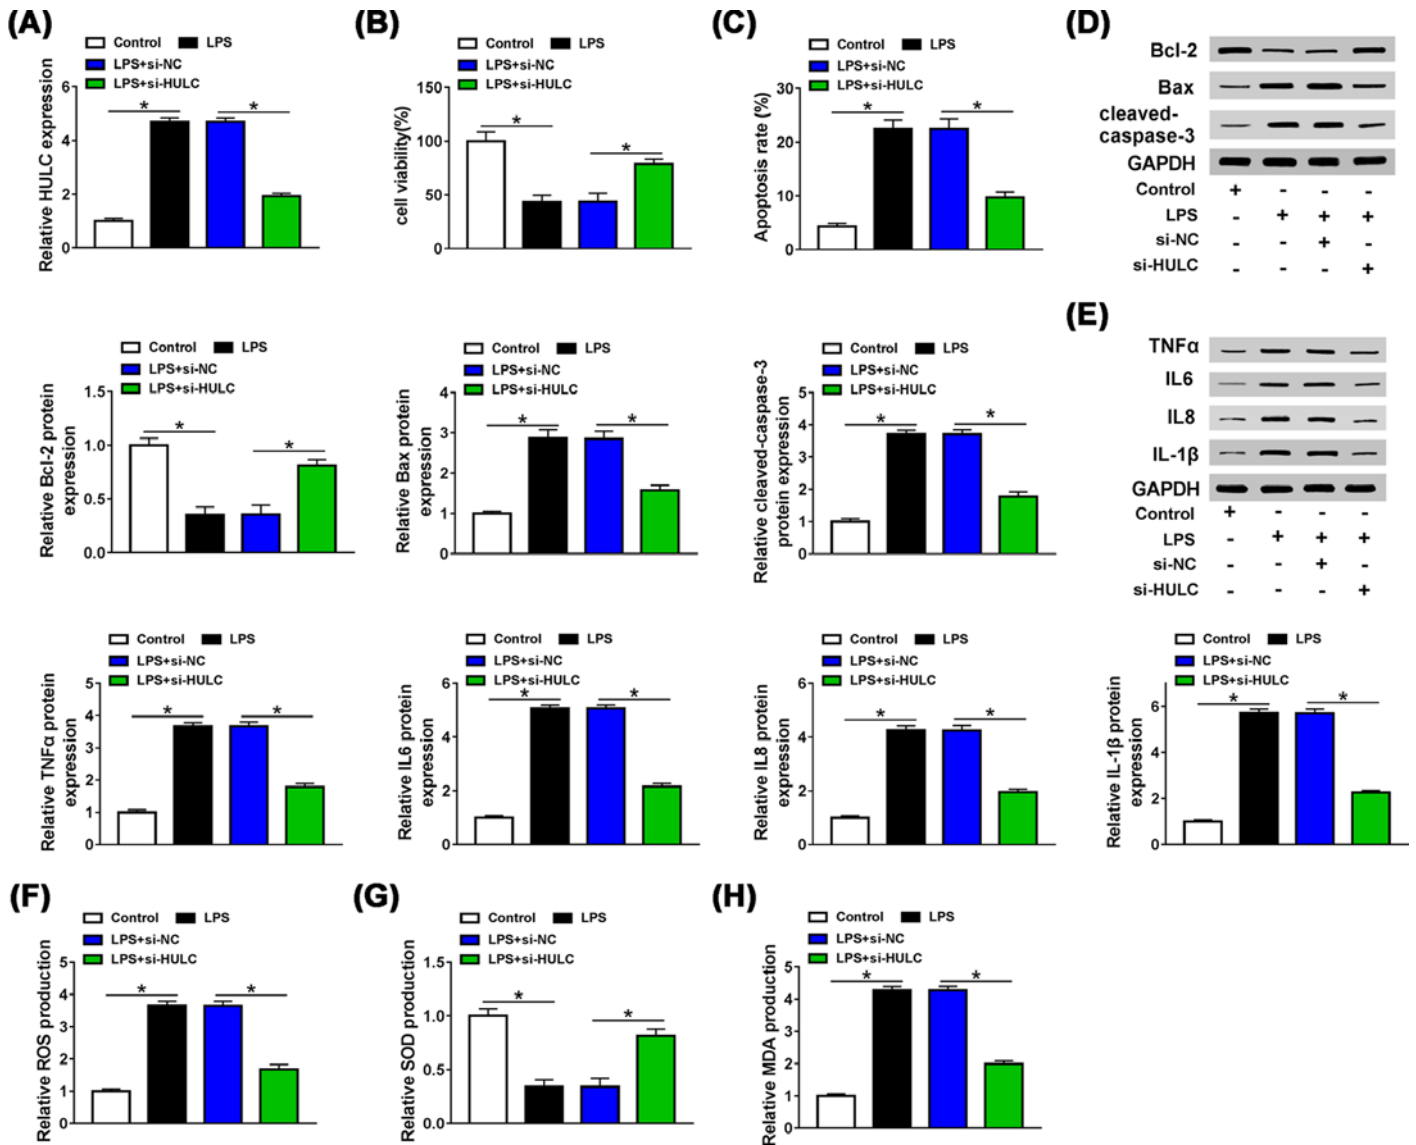 (A)
Control LPS
LPS+si-NC
LPS+si-HULC
Relative HULC expression
6
4
2
0
* *
(B)
Control LPS
LPS+si-NC
LPS+si-HULC
cell viability(%)
150
100
50
0
* *
(C)
Control LPS
LPS+si-NC
LPS+si-HULC
Apoptosis rate (%)
30
20
10
0
* *
(D)
Bcl-2
Bax
cleaved-
caspase-3
GAPDH
Control + - - -
LPS - + + +
si-NC - - + -
si-HULC - - - +
Control LPS
LPS+si-NC
LPS+si-HULC
Relative Bcl-2 protein
expression
1.5
1.0
0.5
0.0
* *
Control LPS
LPS+si-NC
LPS+si-HULC
Relative Bax protein
expression
4
3
2
1
0
* *
Control LPS
LPS+si-NC
LPS+si-HULC
Relative cleaved-caspase-3
protein expression
5
4
3
2
1
0
* *
(E)
TNFα
IL6
IL8
IL-1β
GAPDH
Control + - - -
LPS - + + +
si-NC - - + -
si-HULC - - - +
Control LPS
LPS+si-NC
LPS+si-HULC
Relative TNFα protein
expression
5
4
3
2
1
0
* *
Control LPS
LPS+si-NC
LPS+si-HULC
Relative IL6 protein
expression
6
4
2
0
* *
Control LPS
LPS+si-NC
LPS+si-HULC
Relative IL8 protein
expression
6
4
2
0
* *
Control LPS
LPS+si-NC
LPS+si-HULC
Relative IL-1β protein
expression
6
4
2
0
* *
(F)
Control LPS
LPS+si-NC
LPS+si-HULC
Relative ROS production
5
4
3
2
1
0
* *
(G)
Control LPS
LPS+si-NC
LPS+si-HULC
Relative SOD production
1.5
1.0
0.5
0.0
* *
(H)
Control LPS
LPS+si-NC
LPS+si-HULC
Relative MDA production
5
4
3
2
1
0
* *